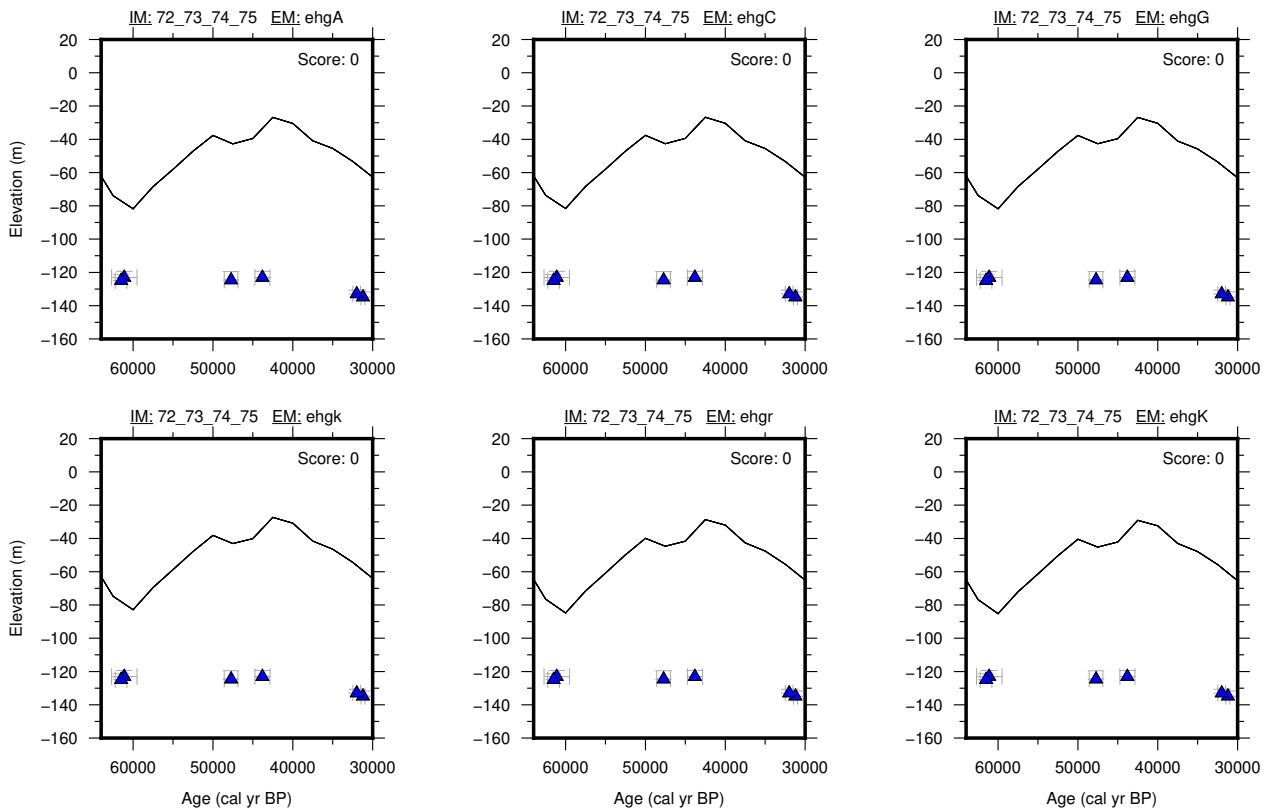 IM: 72_73_74_75 EM: ehgA
IM: 72_73_74_75 EM: ehgC
IM: 72_73_74_75 EM: ehgG
Score: 0
Score: 0
Score: 0
20
0
−20
−40
−60
−80
−100
−120
−140
−160
Elevation (m)
20
0
−20
−40
−60
−80
−100
−120
−140
−160
20
0
−20
−40
−60
−80
−100
−120
−140
−160
60000 50000 40000 30000
60000 50000 40000 30000
60000 50000 40000 30000
IM: 72_73_74_75 EM: ehgk
IM: 72_73_74_75 EM: ehgr
IM: 72_73_74_75 EM: ehgK
Score: 0
Score: 0
Score: 0
20
0
−20
−40
−60
−80
−100
−120
−140
−160
Elevation (m)
20
0
−20
−40
−60
−80
−100
−120
−140
−160
20
0
−20
−40
−60
−80
−100
−120
−140
−160
60000 50000 40000 30000
60000 50000 40000 30000
60000 50000 40000 30000
Age (cal yr BP)
Age (cal yr BP)
Age (cal yr BP)